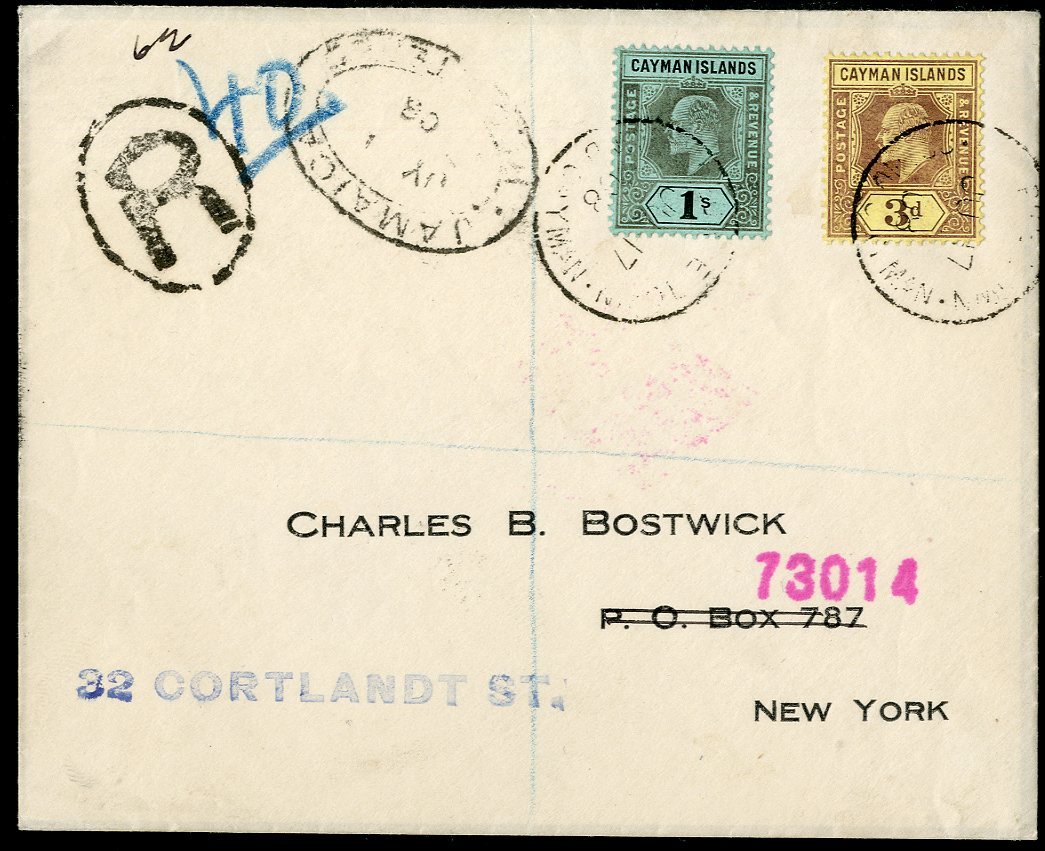 62
40
R
JAMAICA
CAYMAN ISLANDS
POSTAGE & REVENUE
1s
CAYMAN ISLANDS
POSTAGE & REVENUE
3d
CHARLES B. BOSTWICK
73014
P. O. BOX 787
32 CORTLANDT ST.
NEW YORK